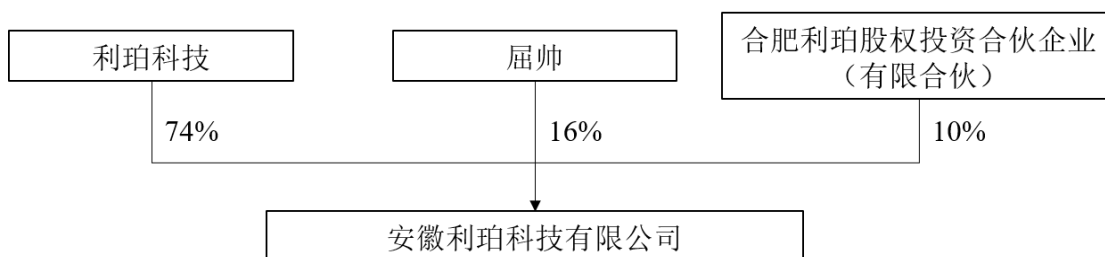 利珀科技
屈帅
合肥利珀股权投资合伙企业
（有限合伙）
74%
16%
10%
安徽利珀科技有限公司